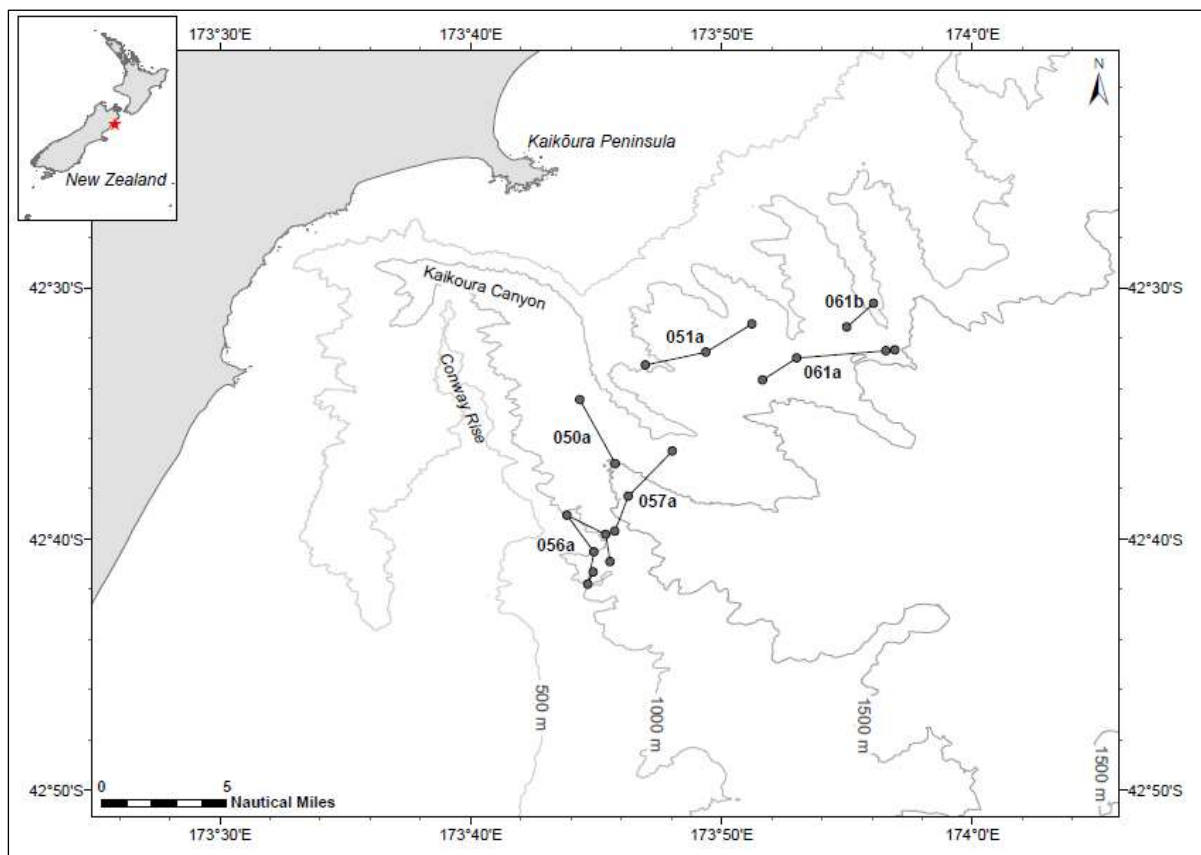 173°30'E 173°40'E 173°50'E 174°0'E
New Zealand
N
Kaikōura Peninsula
42°30'S 42°30'S
Kaikoura Canyon
Conway Rise
061b
051a
061a
050a
057a
056a
42°40'S 42°40'S
500 m
1000 m
1500 m
1500 m
42°50'S 42°50'S
0 5
Nautical Miles
173°30'E 173°40'E 173°50'E 174°0'E